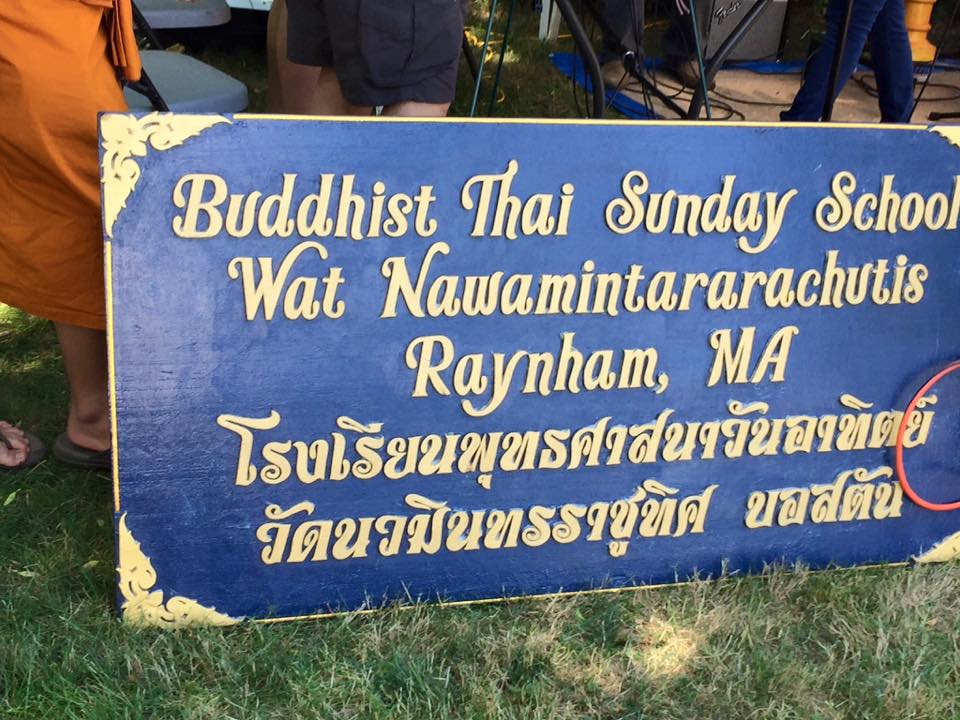 Buddhist Thai Sunday School
Wat Nawamintararachutis
Raynham, MA
โรงเรียนพุทธศาสนาวันอาทิตย์
วัดนวมินทรราชูทิศ บอสตัน